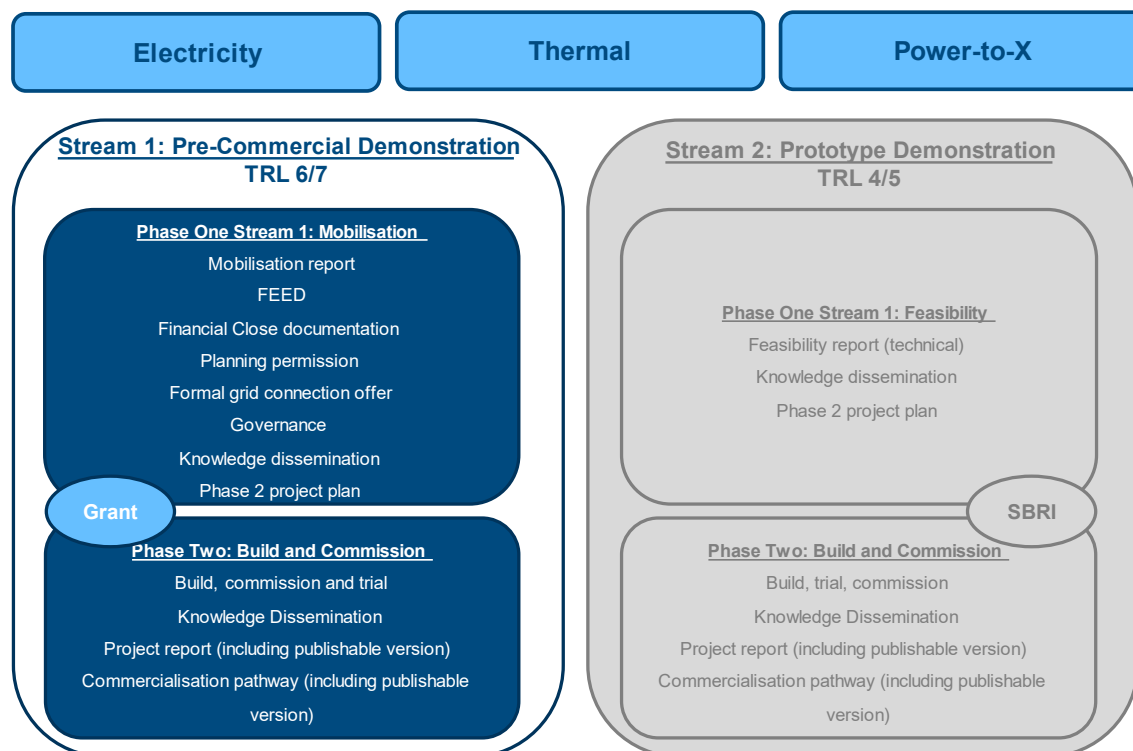 Electricity
Thermal
Power-to-X
Stream 1: Pre-Commercial Demonstration
TRL 6/7
Phase One Stream 1: Mobilisation
Mobilisation report
FEED
Financial Close documentation
Planning permission
Formal grid connection offer
Governance
Knowledge dissemination
Phase 2 project plan
Grant
Phase Two: Build and Commission
Build, commission and trial
Knowledge Dissemination
Project report (including publishable version)
Commercialisation pathway (including publishable
version)
Stream 2: Prototype Demonstration
TRL 4/5
Phase One Stream 1: Feasibility
Feasibility report (technical)
Knowledge dissemination
Phase 2 project plan
SBRI
Phase Two: Build and Commission
Build, trial, commission
Knowledge Dissemination
Project report (including publishable version)
Commercialisation pathway (including publishable
version)